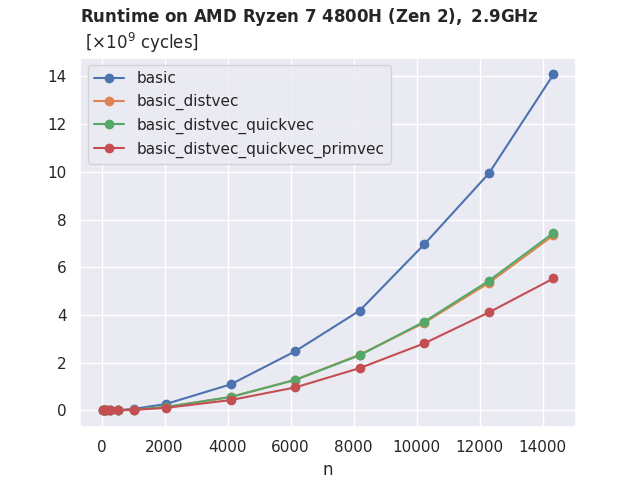 Runtime on AMD Ryzen 7 4800H (Zen 2), 2.9GHz
[×10⁹ cycles]
basic
basic_distvec
basic_distvec_quickvec
basic_distvec_quickvec_primvec
14
12
10
8
6
4
2
0
0 2000 4000 6000 8000 10000 12000 14000
n